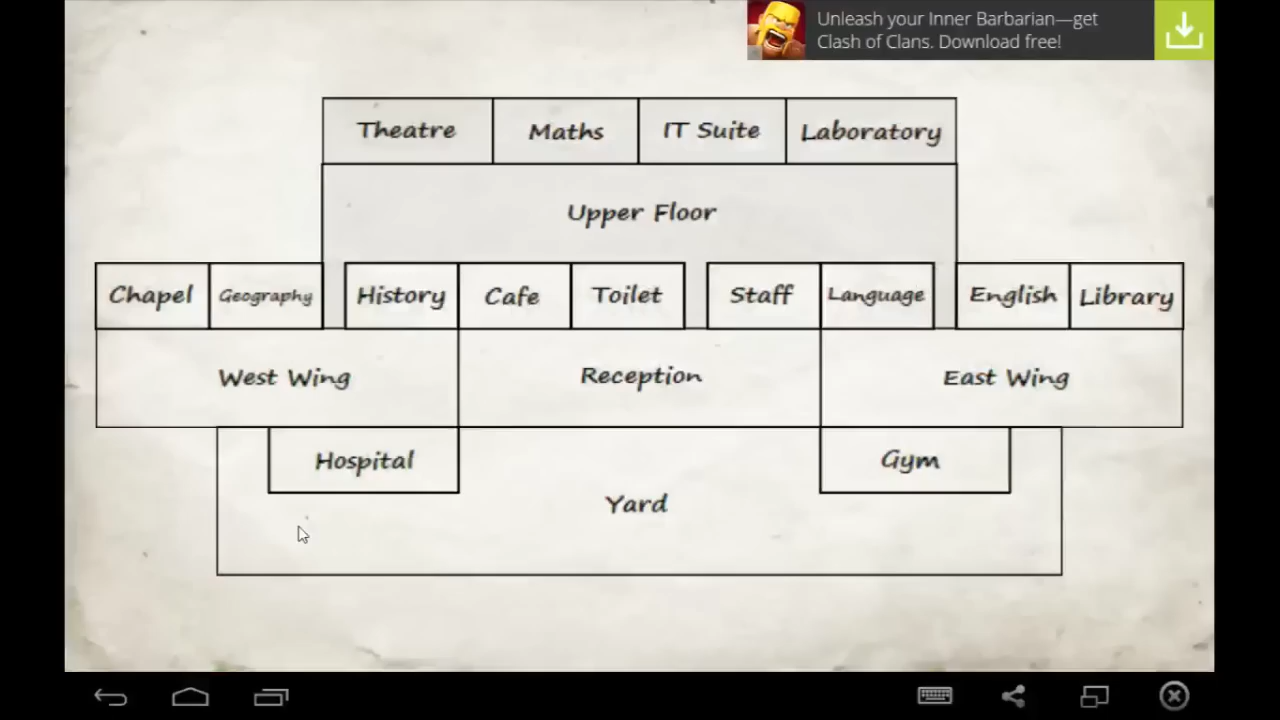 Unleash your Inner Barbarian—get
Clash of Clans. Download free!
Theatre Maths IT Suite Laboratory
Upper Floor
Chapel Geography History Cafe Toilet Staff Language English Library
West Wing Reception East Wing
Hospital Gym
Yard